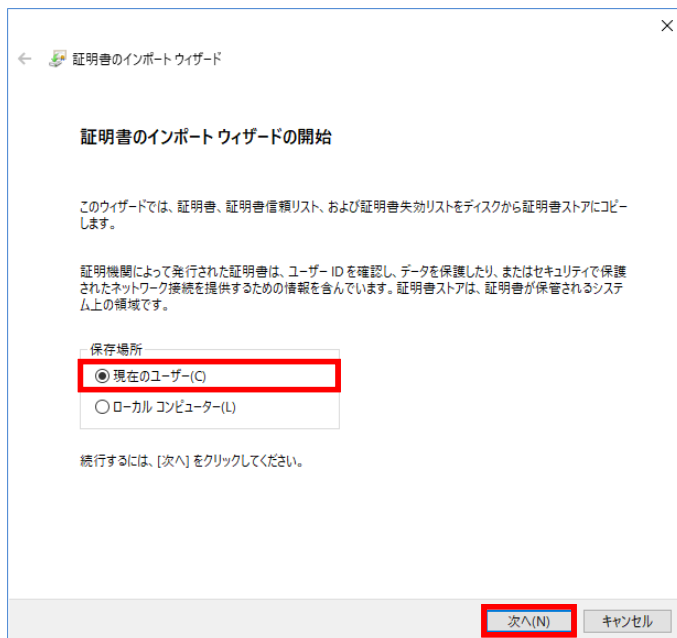 証明書のインポート ウィザード
証明書のインポート ウィザードの開始
このウィザードでは、証明書、証明書信頼リスト、および証明書失効リストをディスクから証明書ストアにコピー
します。
証明機関によって発行された証明書は、ユーザー ID を確認し、データを保護したり、またはセキュリティで保護
されたネットワーク接続を提供するための情報を含んでいます。証明書ストアは、証明書が保管されるシステ
ム上の領域です。
保存場所
現在のユーザー(C)
ローカル コンピューター(L)
続行するには、[次へ] をクリックしてください。
次へ(N)
キャンセル